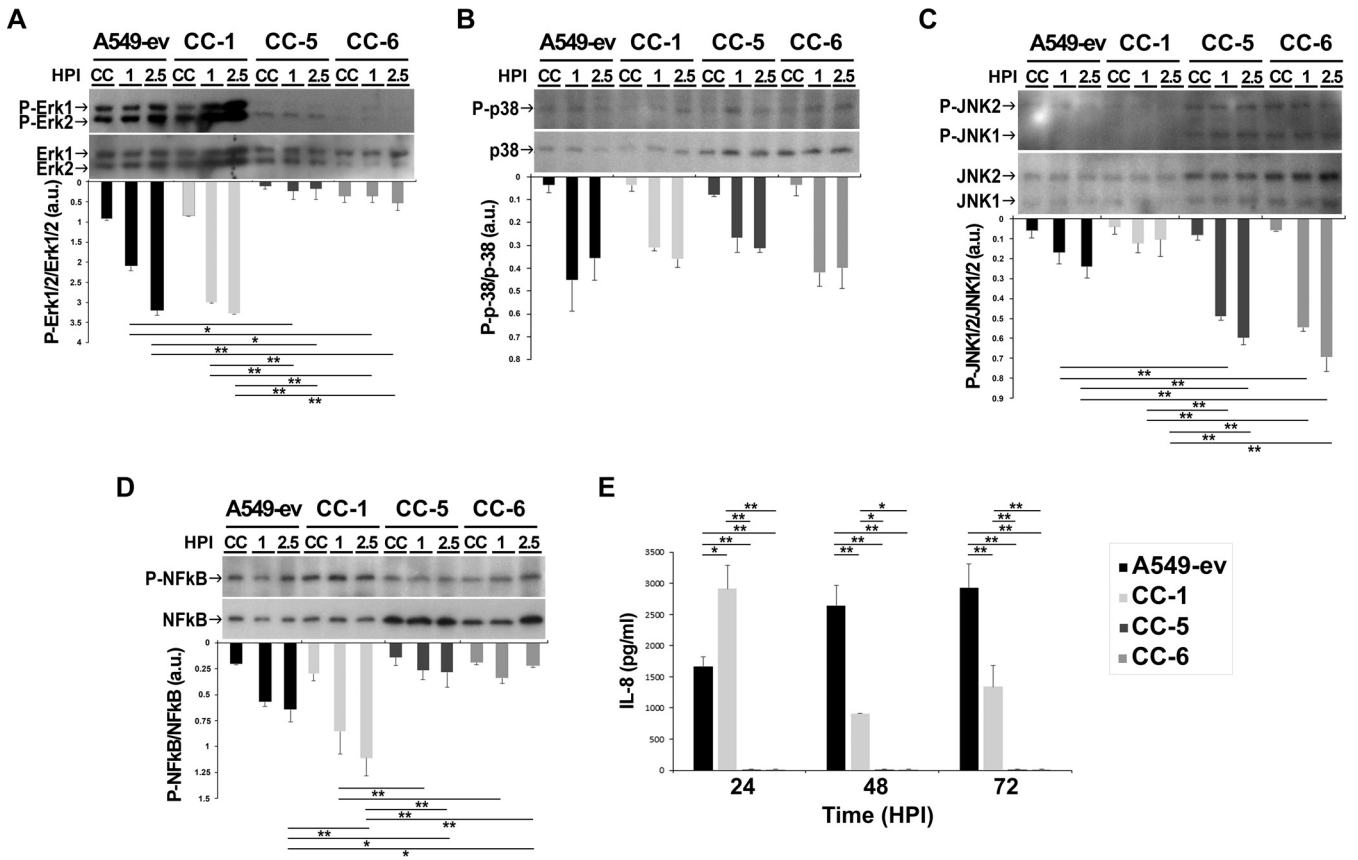 A
A549-ev CC-1 CC-5 CC-6
HPI CC 1 2.5 CC 1 2.5 CC 1 2.5 CC 1 2.5
P-Erk1→
P-Erk2→
Erk1→
Erk2→
P-Erk1/2/Erk1/2 (a.u.)
0
0.5
1
1.5
2
2.5
3
3.5
4
*
*
**
**
**
**
**
**
B
A549-ev CC-1 CC-5 CC-6
HPI CC 1 2.5 CC 1 2.5 CC 1 2.5 CC 1 2.5
P-p38→
p38→
P-p-38/p-38 (a.u.)
0.0
0.1
0.2
0.3
0.4
0.5
0.6
0.7
0.8
C
A549-ev CC-1 CC-5 CC-6
HPI CC 1 2.5 CC 1 2.5 CC 1 2.5 CC 1 2.5
P-JNK2→
P-JNK1→
JNK2→
JNK1→
P-JNK1/2/JNK1/2 (a.u.)
0
0.1
0.2
0.3
0.4
0.5
0.6
0.7
0.8
0.9
**
**
**
**
**
**
**
**
D
A549-ev CC-1 CC-5 CC-6
HPI CC 1 2.5 CC 1 2.5 CC 1 2.5 CC 1 2.5
P-NFkB→
NFkB→
P-NFkB/NFkB (a.u.)
0
0.25
0.5
0.75
1
1.25
1.5
**
**
**
**
**
*
*
E
** * **
** * **
** ** **
** ** **
* ** **
IL-8 (pg/ml)
3500
3000
2500
2000
1500
1000
500
0
24 48 72
Time (HPI)
A549-ev
CC-1
CC-5
CC-6